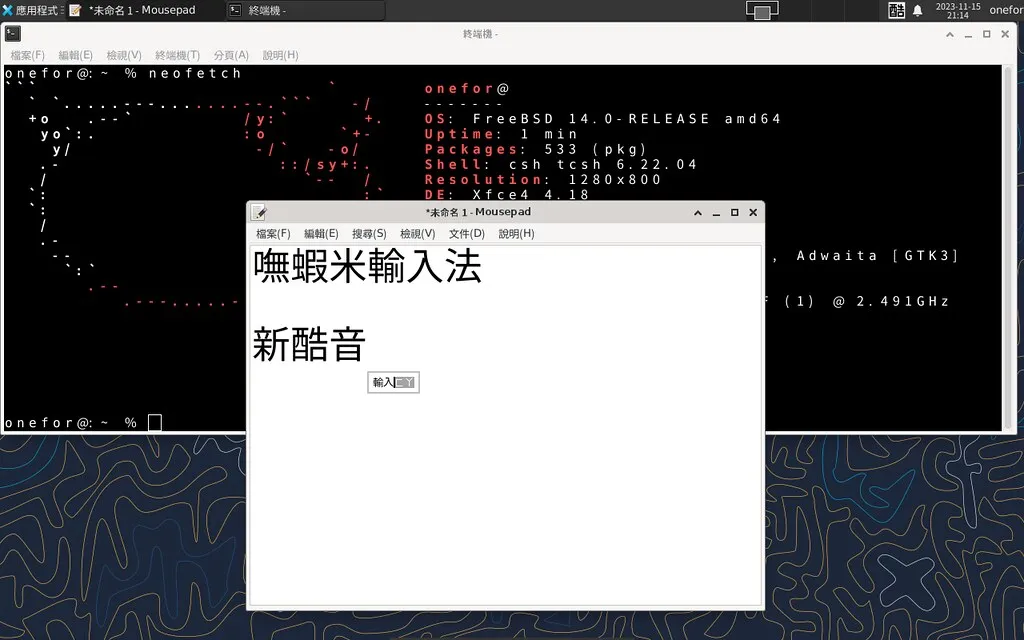 應用程式
*未命名 1 - Mousepad
終端機 -
2023-11-15
21:14
onefor
終端機 -
檔案(F) 編輯(E) 檢視(V) 終端機(T) 分頁(A) 說明(H)
onefor@:~ % neofetch
onefor@
-------
OS: FreeBSD 14.0-RELEASE amd64
Uptime: 1 min
Packages: 533 (pkg)
Shell: csh tcsh 6.22.04
Resolution: 1280x800
DE: Xfce4 4.18
, Adwaita [GTK3]
(1) @ 2.491GHz
onefor@:~ %
*未命名 1 - Mousepad
檔案(F) 編輯(E) 搜尋(S) 檢視(V) 文件(D) 說明(H)
嘸蝦米輸入法
新酷音
輸入ㄈㄚ